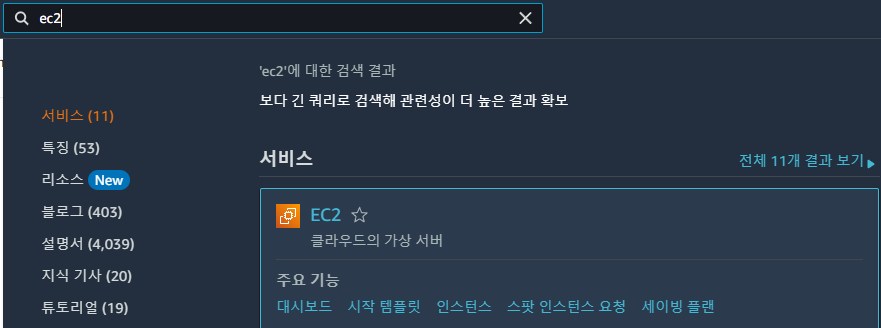 ec2
'ec2'에 대한 검색 결과
보다 긴 쿼리로 검색해 관련성이 더 높은 결과 확보
서비스 (11)
특징 (53)
리소스 New
블로그 (403)
설명서 (4,039)
지식 기사 (20)
튜토리얼 (19)
서비스
전체 11개 결과 보기
EC2
클라우드의 가상 서버
주요 기능
대시보드 시작 템플릿 인스턴스 스팟 인스턴스 요청 세이빙 플랜